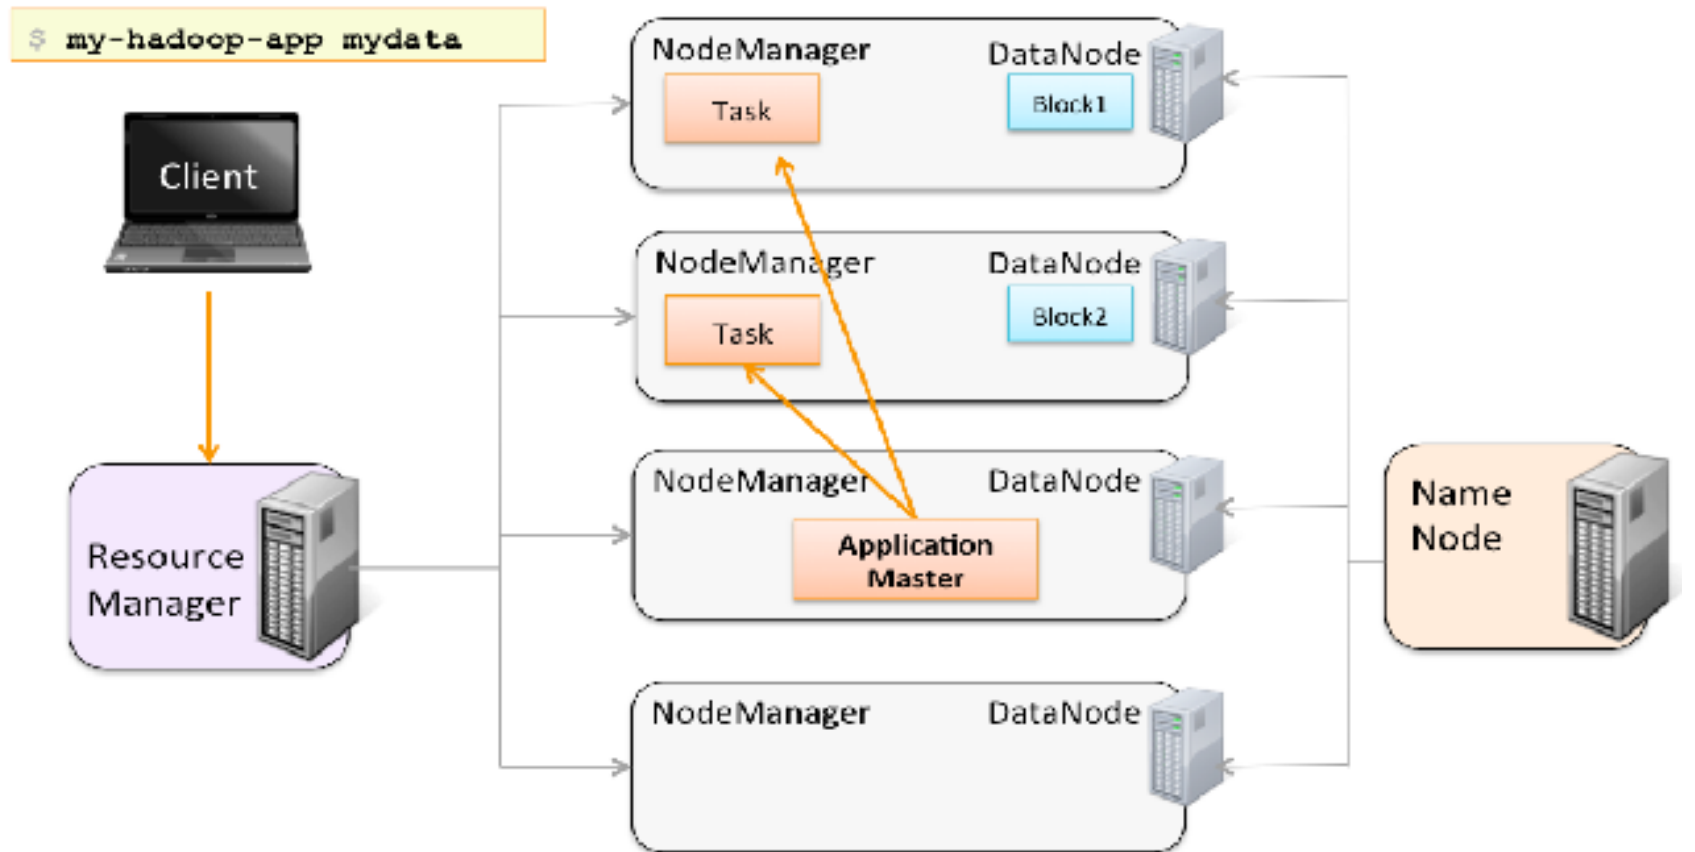 $ my-hadoop-app mydata
Client
Resource
Manager
NodeManager
DataNode
Task
Block1
NodeManager
DataNode
Task
Block2
NodeManager
DataNode
Application
Master
NodeManager
DataNode
Name
Node